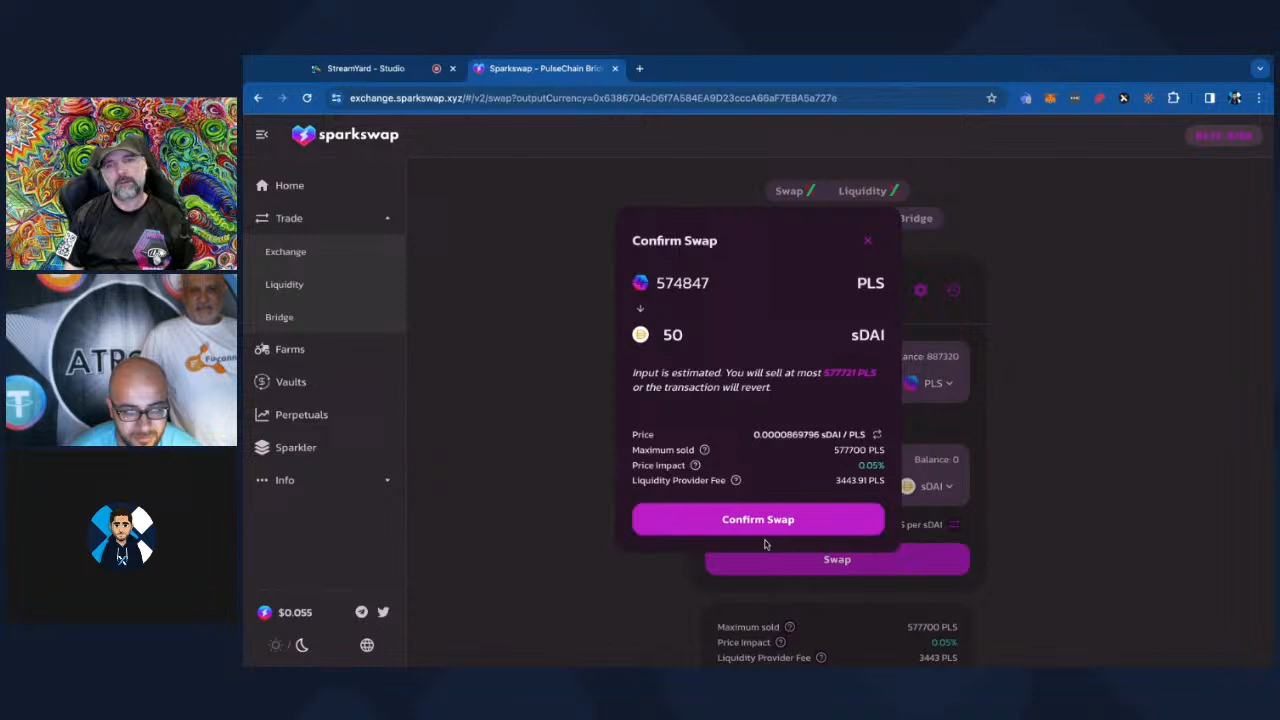 StreamYard - Studio
Sparkswap - PulseChain Bri
exchange.sparkswap.xyz/#/v2/swap?outputCurrency=0x6386704cD6f7A584EA9D23cccA66aF7EBA5a727e
sparkswap
Home
Trade
Exchange
Liquidity
Bridge
Farms
Vaults
Perpetuals
Sparkler
Info
$0.055
Swap
Liquidity
Bridge
Confirm Swap
574847 PLS
50 sDAI
Input is estimated. You will sell at most 577721 PLS
or the transaction will revert.
Price 0.0000869796 sDAI / PLS
Maximum sold 577700 PLS
Price Impact 0.05%
Liquidity Provider Fee 3443.91 PLS
Confirm Swap
ance: 887320
PLS
Balance: 0
sDAI
S per sDAI
Swap
Maximum sold 577700 PLS
Price Impact 0.05%
Liquidity Provider Fee 3443 PLS
ATR